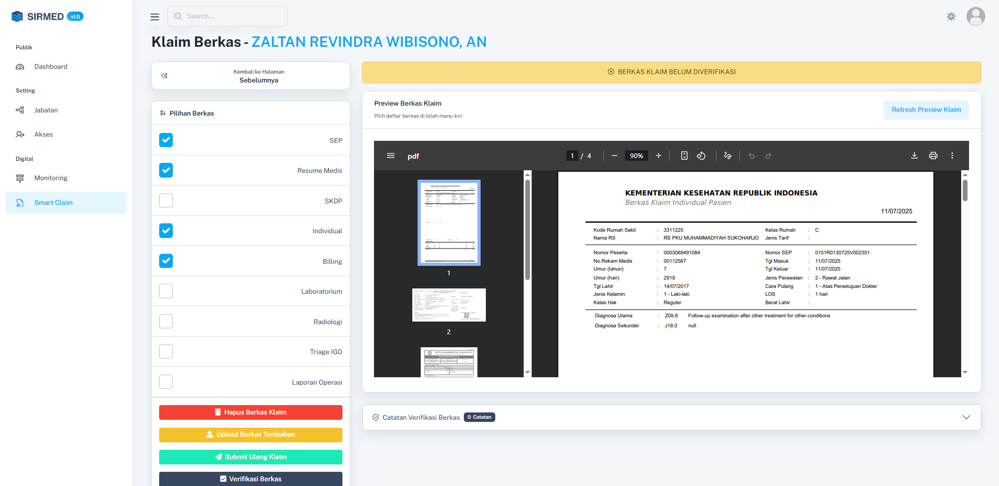 SIRMED v1.0
Search...
Publik
Dashboard
Setting
Jabatan
Akses
Digital
Monitoring
Smart Claim
Klaim Berkas - ZALTAN REVINDRA WIBISONO, AN
Kembali ke Halaman
Sebelumnya
Pilihan Berkas
SEP
Resume Medis
SKDP
Individual
Billing
Laboratorium
Radiologi
Triage IGD
Laporan Operasi
Hapus Berkas Klaim
Upload Berkas Tambahan
Submit Ulang Klaim
Verifikasi Berkas
BERKAS KLAIM BELUM DIVERIFIKASI
Preview Berkas Klaim
Pilih daftar berkas di bilah menu kiri
Refresh Preview Klaim
pdf 1 / 4 90%
1
2
RS PKU MUHAMMADIYAH SUKOHARJO
KEMENTERIAN KESEHATAN REPUBLIK INDONESIA
Berkas Klaim Individual Pasien
11/07/2025
Kode Rumah Sakit : 3311225 Kelas Rumah : C
Nama RS : RS PKU MUHAMMADIYAH SUKOHARJO Jenis Tarif :
Nomor Peserta : 0003069491084 Nomor SEP : 0151R0130725V002351
No.Rekam Medis : 00112567 Tgl Masuk : 11/07/2025
Umur (tahun) : 7 Tgl Keluar : 11/07/2025
Umur (hari) : 2919 Jenis Perawatan : 2 - Rawat Jalan
Tgl Lahir : 14/07/2017 Cara Pulang : 1 - Atas Persetujuan Dokter
Jenis Kelamin : 1 - Laki-laki LOS : 1 hari
Kelas Hak : Reguler Berat Lahir :
Diagnosa Utama : Z09.8 Follow-up examination after other treatment for other conditions
Diagnosa Sekunder : J18.0 null
Catatan Verifikasi Berkas 0 Catatan